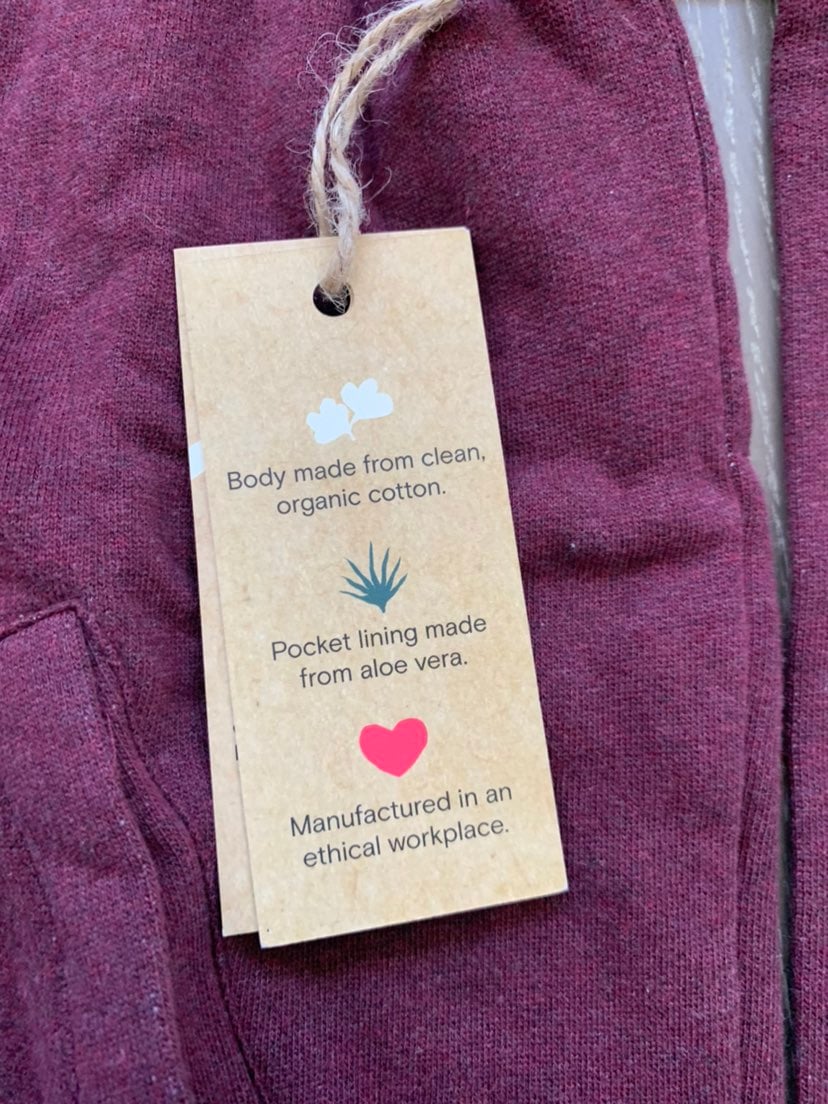 Body made from clean,
organic cotton.
Pocket lining made
from aloe vera.
Manufactured in an
ethical workplace.